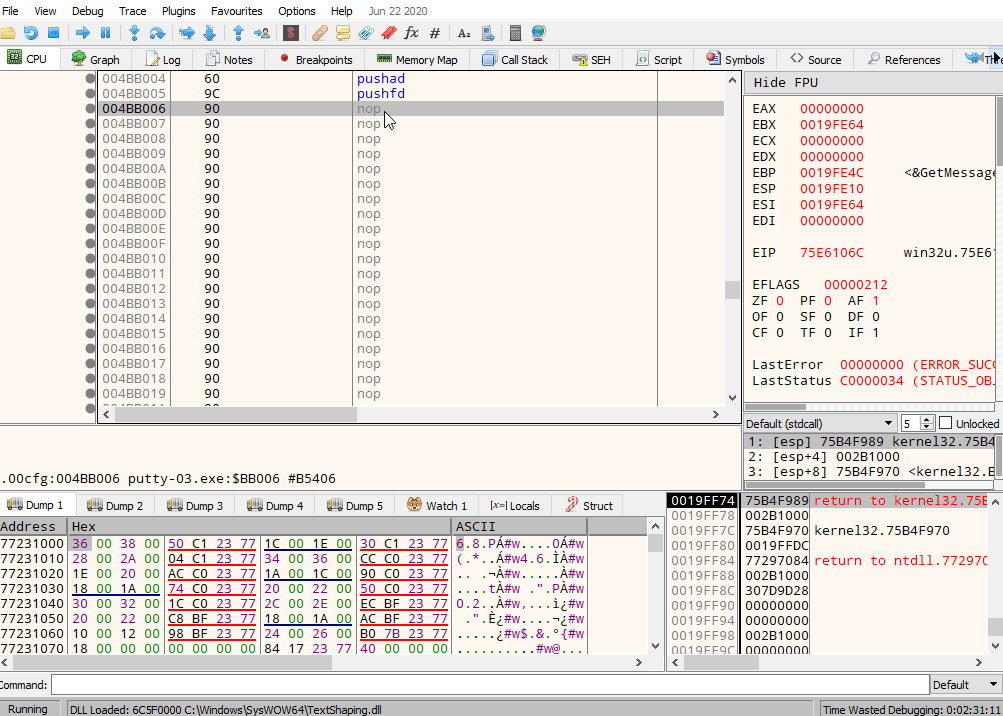 File View Debug Trace Plugins Favourites Options Help Jun 22 2020
fx # A2
CPU Graph Log Notes Breakpoints Memory Map Call Stack SEH Script Symbols Source References
004BB004 60 pushad
004BB005 9C pushfd
004BB006 90 nop
004BB007 90 nop
004BB008 90 nop
004BB009 90 nop
004BB00A 90 nop
004BB00B 90 nop
004BB00C 90 nop
004BB00D 90 nop
004BB00E 90 nop
004BB00F 90 nop
004BB010 90 nop
004BB011 90 nop
004BB012 90 nop
004BB013 90 nop
004BB014 90 nop
004BB015 90 nop
004BB016 90 nop
004BB017 90 nop
004BB018 90 nop
004BB019 90 nop
Hide FPU
EAX 00000000
EBX 0019FE64
ECX 00000000
EDX 00000000
EBP 0019FE4C <&GetMessage
ESP 0019FE10
ESI 0019FE64
EDI 00000000
EIP 75E6106C win32u.75E61
EFLAGS 00000212
ZF 0 PF 0 AF 1
OF 0 SF 0 DF 0
CF 0 TF 0 IF 1
LastError 00000000 (ERROR_SUCC
LastStatus C0000034 (STATUS_OBJ
Default (stdcall) 5 Unlocked
1: [esp] 75B4F989 kernel32.75B4
2: [esp+4] 002B1000
3: [esp+8] 75B4F970 <kernel32.B
.00cfg:004BB006 putty-03.exe:$BB006 #B5406
Dump 1 Dump 2 Dump 3 Dump 4 Dump 5 Watch 1 [x=] Locals Struct
Address Hex ASCII
77231000 36 00 38 00 50 C1 23 77 1C 00 1E 00 30 C1 23 77 6.8.PÁ#w....0Á#w
77231010 28 00 2A 00 04 C1 23 77 34 00 36 00 CC C0 23 77 (.*..Á#w4.6.ÌÀ#w
77231020 1E 00 20 00 AC C0 23 77 1A 00 1C 00 90 C0 23 77 .. .¬À#w.....À#w
77231030 18 00 1A 00 74 C0 23 77 20 00 22 00 50 C0 23 77 ....tÀ#w .".PÀ#w
77231040 30 00 32 00 1C C0 23 77 2C 00 2E 00 EC BF 23 77 0.2..À#w,...ì¿#w
77231050 20 00 22 00 C8 BF 23 77 18 00 1A 00 AC BF 23 77 .".È¿#w....¬¿#w
77231060 10 00 12 00 98 BF 23 77 24 00 26 00 B0 7B 23 77 .....¿#w$.&.°{#w
77231070 18 00 00 00 00 00 00 00 84 17 23 77 40 00 00 00 ..........#w@...
0019FF74 75B4F989 return to kernel32.75B
0019FF78 002B1000
0019FF7C 75B4F970 kernel32.75B4F970
0019FF80 0019FFDC
0019FF84 77297084 return to ntdll.772970
0019FF88 002B1000
0019FF8C 307D9D28
0019FF90 00000000
0019FF94 00000000
0019FF98 002B1000
0019FF9C 00000000
Command: Default
Running DLL Loaded: 6C5F0000 C:\Windows\SysWOW64\TextShaping.dll Time Wasted Debugging: 0:02:31:11